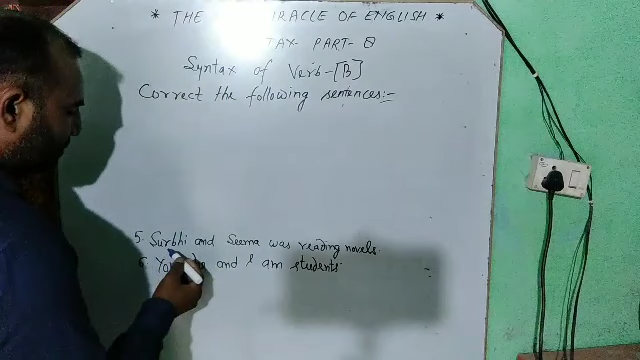 * THE MIRACLE OF ENGLISH *
TAX- PART- 8
Syntax of Verb-[B]
Correct the following sentences:-
5. Surbhi and Seema was reading novels.
6. and I am students.